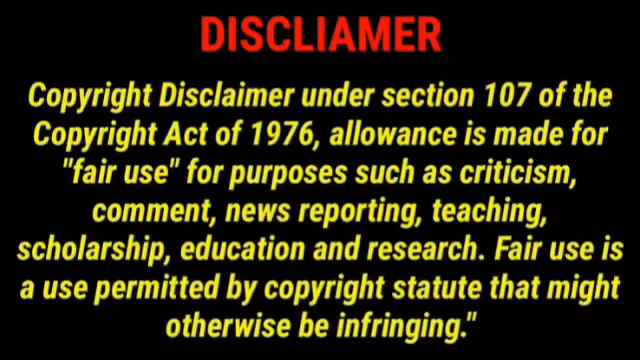 DISCLIAMER
Copyright Disclaimer under section 107 of the
Copyright Act of 1976, allowance is made for
"fair use" for purposes such as criticism,
comment, news reporting, teaching,
scholarship, education and research. Fair use is
a use permitted by copyright statute that might
otherwise be infringing."